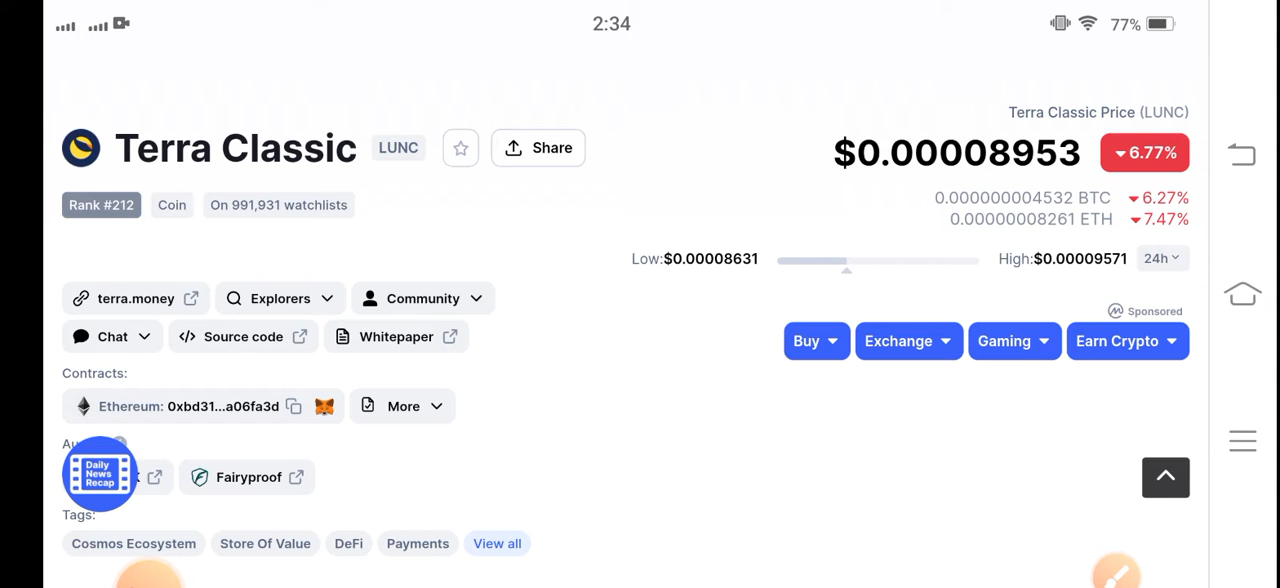 2:34
77%
Terra Classic Price (LUNC)
Terra Classic LUNC Share
$0.00008953 6.77%
Rank #212 Coin On 991,931 watchlists
0.000000004532 BTC 6.27%
0.00000008261 ETH 7.47%
Low:$0.00008631 High:$0.00009571 24h
terra.money Explorers Community
Sponsored
Chat Source code Whitepaper
Buy Exchange Gaming Earn Crypto
Contracts:
Ethereum: 0xbd31...a06fa3d More
Daily
News
Recap
Fairyproof
Tags:
Cosmos Ecosystem Store Of Value DeFi Payments View all